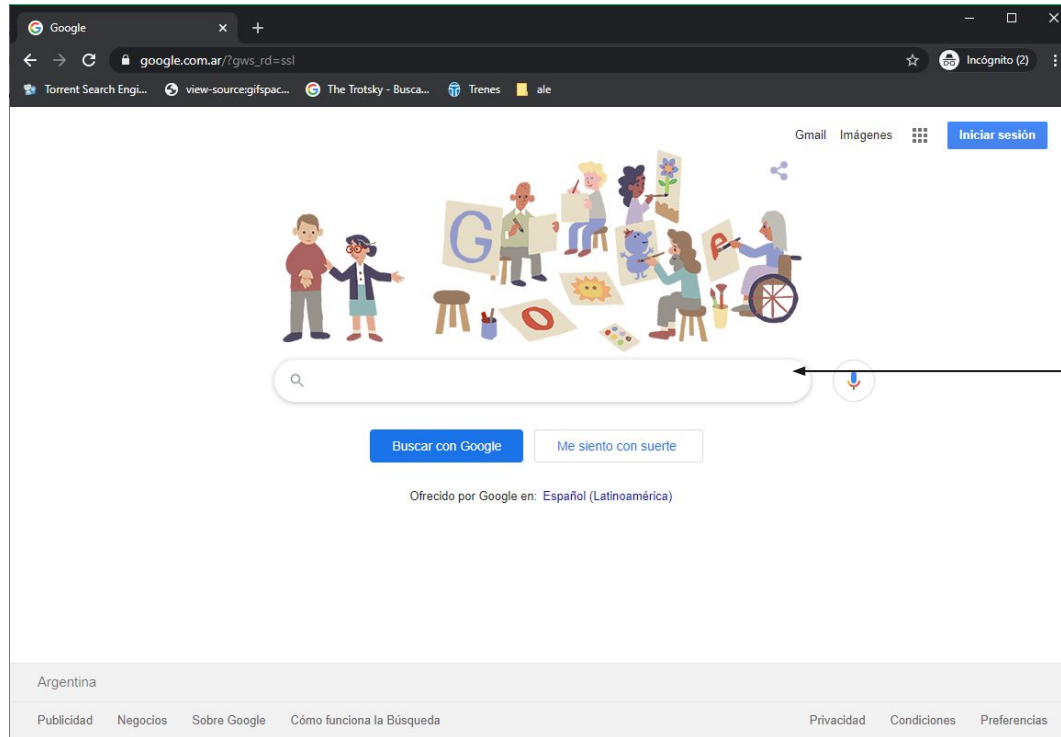 Google
google.com.ar/?gws_rd=ssl
Incógnito (2)
Torrent Search Engi... view-source:gifspac... The Trotsky - Busca... Trenes ale
Gmail Imágenes Iniciar sesión
G
O
Buscar con Google Me siento con suerte
Ofrecido por Google en: Español (Latinoamérica)
Argentina
Publicidad Negocios Sobre Google Cómo funciona la Búsqueda Privacidad Condiciones Preferencias